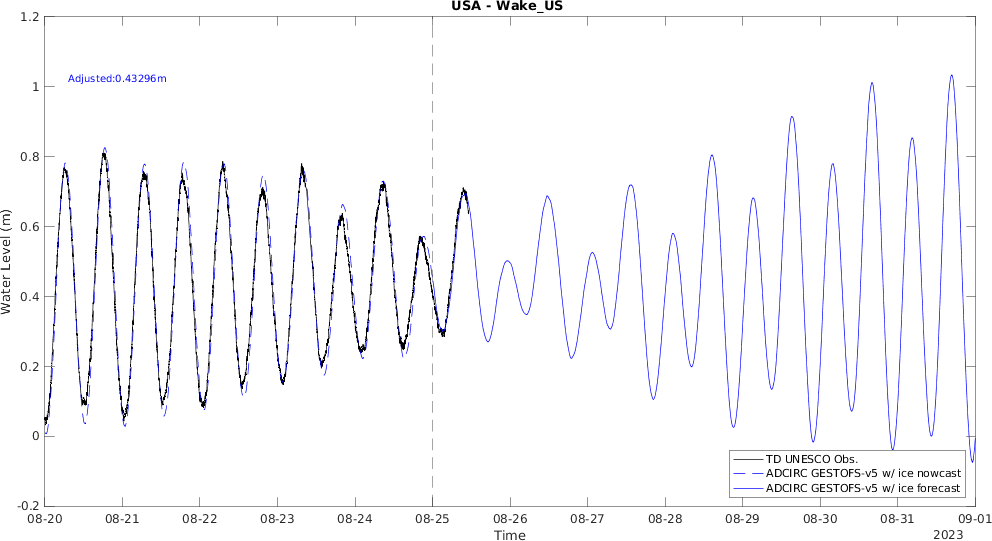 USA - Wake_US
1.2
1
0.8
0.6
0.4
0.2
0
-0.2
Water Level (m)
Adjusted:0.43296m
TD UNESCO Obs.
ADCIRC GESTOFS-v5 w/ ice nowcast
ADCIRC GESTOFS-v5 w/ ice forecast
08-20 08-21 08-22 08-23 08-24 08-25 08-26 08-27 08-28 08-29 08-30 08-31 09-01
Time
2023